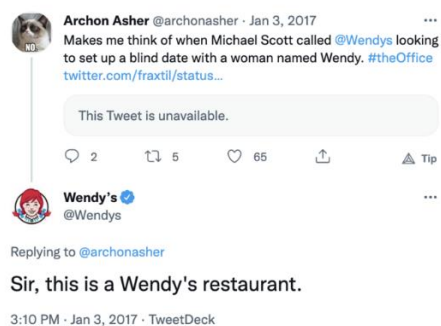 Archon Asher @archonasher · Jan 3, 2017
NO
Makes me think of when Michael Scott called @Wendys looking
to set up a blind date with a woman named Wendy. #theOffice
twitter.com/fraxtil/status...
This Tweet is unavailable.
2 5 65 Tip
Wendy's
@Wendys
Replying to @archonasher
Sir, this is a Wendy's restaurant.
3:10 PM · Jan 3, 2017 · TweetDeck